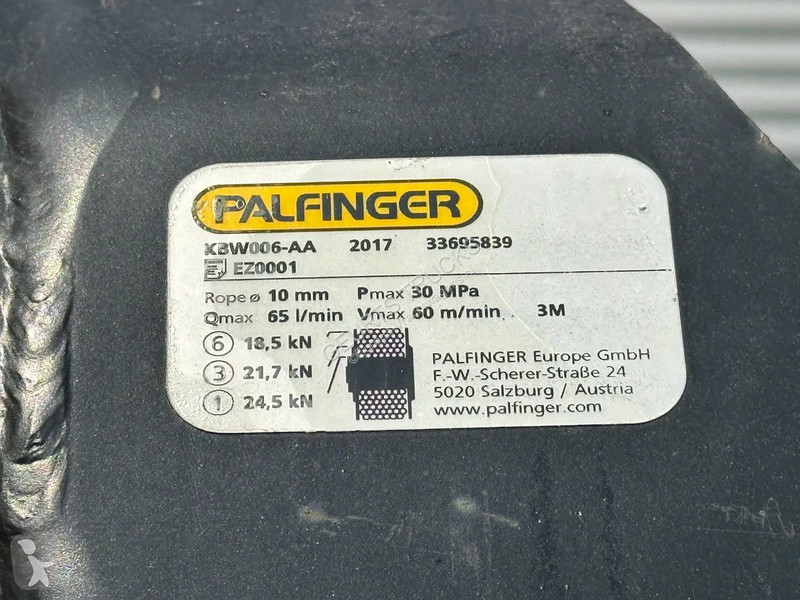 PALFINGER
KBW006-AA 2017 33695839
EZ0001
Rope ø 10 mm Pmax 30 MPa
Qmax 65 l/min Vmax 60 m/min . 3M
6 18,5 kN
3 21,7 kN
1 24,5 kN
PALFINGER Europe GmbH
F.-W.-Scherer-Straße 24
5020 Salzburg / Austria
www.palfinger.com